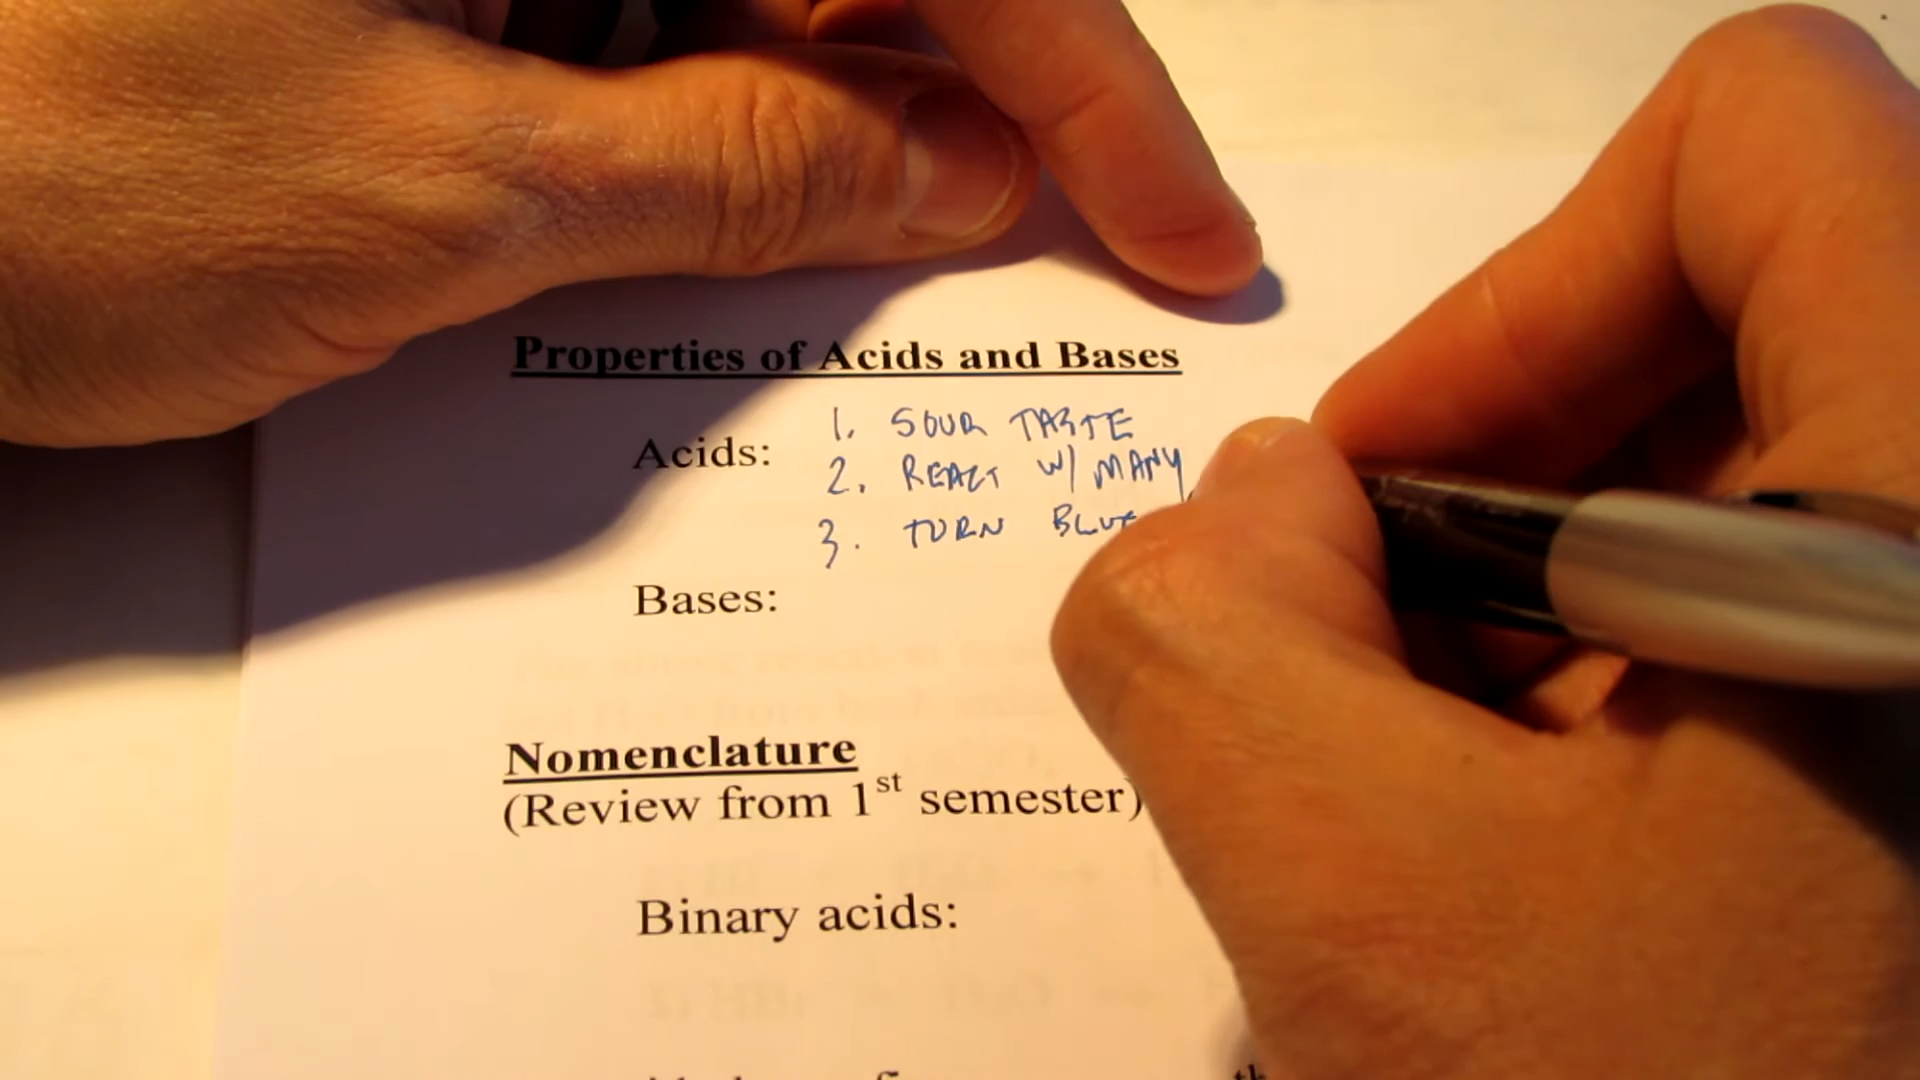 Properties of Acids and Bases
Acids:
1. SOUR TASTE
2. REACT W/ MANY
3. TURN BLUE
Bases:
Nomenclature
(Review from 1st semester)
Binary acids: